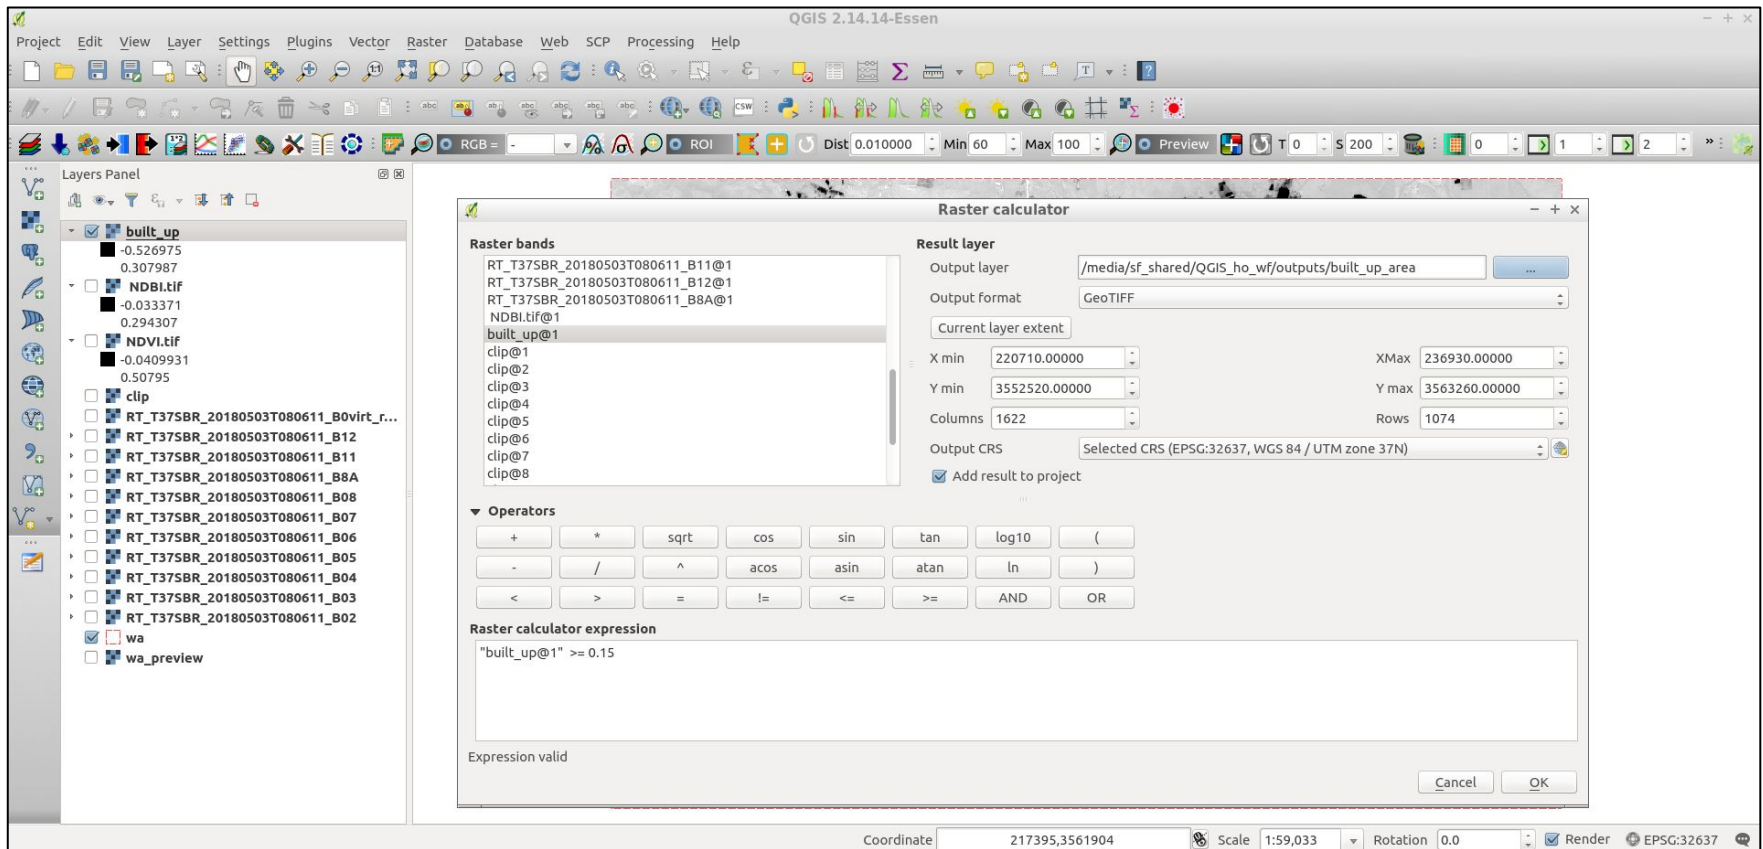 QGIS 2.14.14-Essen
Project Edit View Layer Settings Plugins Vector Raster Database Web SCP Processing Help
RGB = - ROI Dist 0.010000 Min 60 Max 100 Preview T 0 S 200 0 1 2 »
Layers Panel
built_up
-0.526975
0.307987
NDBI.tif
-0.033371
0.294307
NDVI.tif
-0.0409931
0.50795
clip
RT_T37SBR_20180503T080611_B0virt_r...
RT_T37SBR_20180503T080611_B12
RT_T37SBR_20180503T080611_B11
RT_T37SBR_20180503T080611_B8A
RT_T37SBR_20180503T080611_B08
RT_T37SBR_20180503T080611_B07
RT_T37SBR_20180503T080611_B06
RT_T37SBR_20180503T080611_B05
RT_T37SBR_20180503T080611_B04
RT_T37SBR_20180503T080611_B03
RT_T37SBR_20180503T080611_B02
wa
wa_preview
Raster calculator
Raster bands
RT_T37SBR_20180503T080611_B11@1
RT_T37SBR_20180503T080611_B12@1
RT_T37SBR_20180503T080611_B8A@1
NDBI.tif@1
built_up@1
clip@1
clip@2
clip@3
clip@4
clip@5
clip@6
clip@7
clip@8
Result layer
Output layer /media/sf_shared/QGIS_ho_wf/outputs/built_up_area ...
Output format GeoTIFF
Current layer extent
X min 220710.00000 XMax 236930.00000
Y min 3552520.00000 Y max 3563260.00000
Columns 1622 Rows 1074
Output CRS Selected CRS (EPSG:32637, WGS 84 / UTM zone 37N)
Add result to project
Operators
+ * sqrt cos sin tan log10 (
- / ^ acos asin atan ln )
< > = != <= >= AND OR
Raster calculator expression
"built_up@1" >= 0.15
Expression valid
Cancel OK
Coordinate 217395,3561904 Scale 1:59,033 Rotation 0.0 Render EPSG:32637